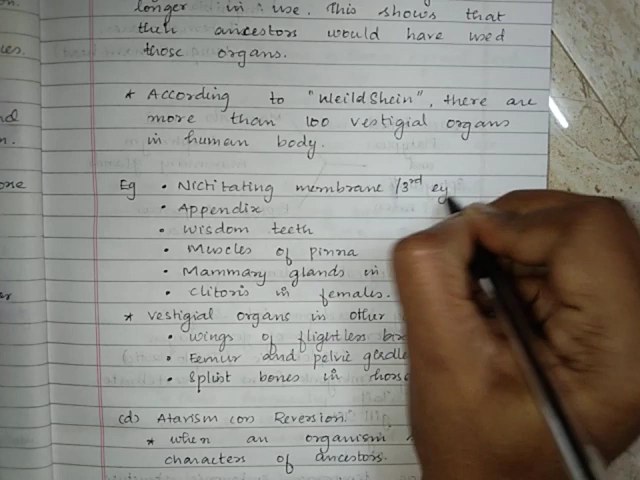 longer in use. This shows that
their ancestors would have used
those organs.
* According to "Weildshein", there are
more than 100 vestigial organs
in human body.
Eg • Nictitating membrane /3rd ey
• Appendix
• Wisdom teeth
• Muscles of pinna
• Mammary glands in
• Clitoris in females.
* Vestigial organs in other
• Wings of flightless
• Femur and pelvic girdle
• Splint bones in horse
(d) Atavism (or) Reversion.
* When an organism
characters of ancestors.